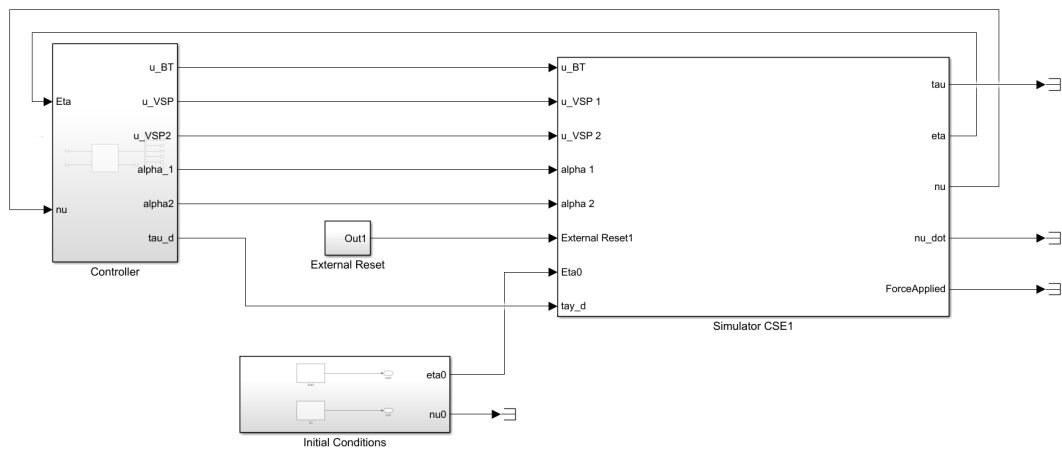 Eta
nu
u_BT
u_VSP
u_VSP2
alpha_1
alpha2
tau_d
Controller
Out1
External Reset
u_BT
u_VSP 1
u_VSP 2
alpha 1
alpha 2
External Reset1
Eta0
tay_d
tau
eta
nu
nu_dot
ForceApplied
Simulator CSE1
eta0
nu0
Initial Conditions